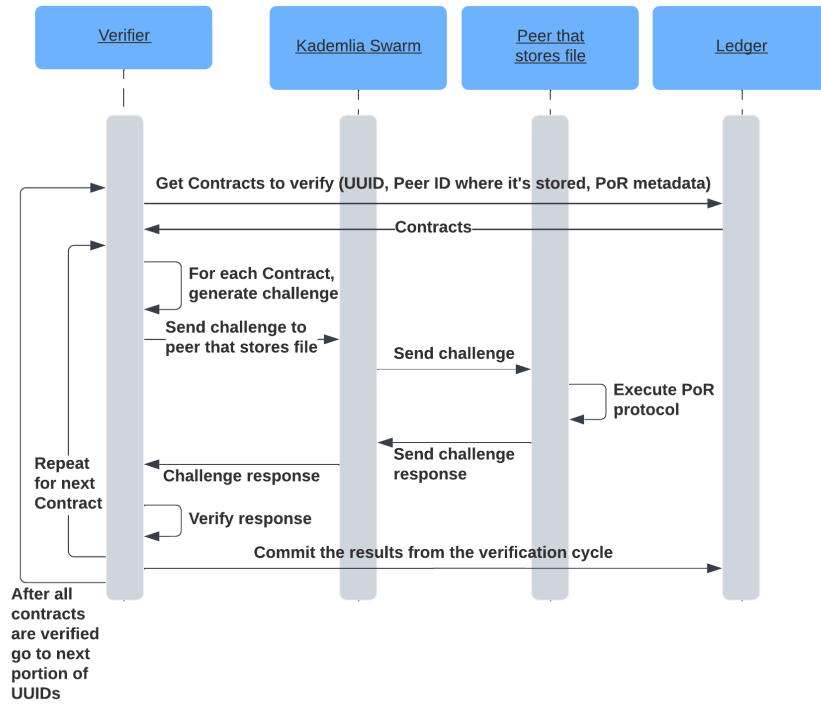 Verifier
Kademlia Swarm
Peer that
stores file
Ledger
Get Contracts to verify (UUID, Peer ID where it's stored, PoR metadata)
Contracts
For each Contract,
generate challenge
Send challenge to
peer that stores file
Send challenge
Execute PoR
protocol
Send challenge
response
Challenge response
Repeat
for next
Contract
Verify response
Commit the results from the verification cycle
After all
contracts
are verified
go to next
portion of
UUIDs